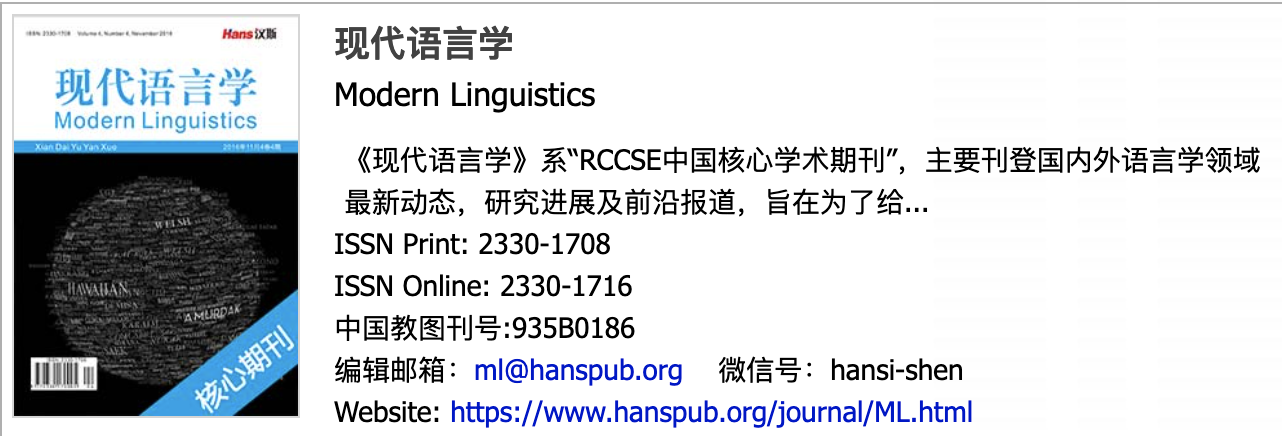 ISSN: 2330-1708 Volume 4, Number 4, November 2016
Hans汉斯
现代语言学
Modern Linguistics
Xian Dai Yu Yan Xue
2016年11月4卷4期
WELSH
HAWAIIAN
AMURDAK
核心期刊
现代语言学
Modern Linguistics
《现代语言学》系“RCCSE中国核心学术期刊”，主要刊登国内外语言学领域
最新动态，研究进展及前沿报道，旨在为了给...
ISSN Print: 2330-1708
ISSN Online: 2330-1716
中国教图刊号:935B0186
编辑邮箱：ml@hanspub.org 微信号：hansi-shen
Website: https://www.hanspub.org/journal/ML.html